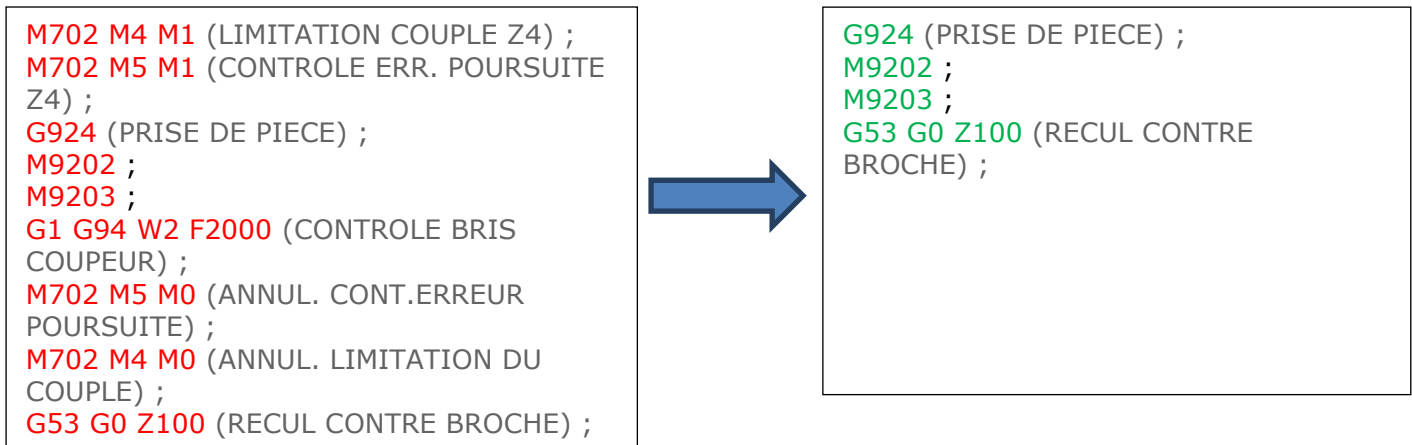 M702 M4 M1 (LIMITATION COUPLE Z4) ;
M702 M5 M1 (CONTROLE ERR. POURSUITE
Z4) ;
G924 (PRISE DE PIECE) ;
M9202 ;
M9203 ;
G1 G94 W2 F2000 (CONTROLE BRIS
COUPEUR) ;
M702 M5 M0 (ANNUL. CONT.ERREUR
POURSUITE) ;
M702 M4 M0 (ANNUL. LIMITATION DU
COUPLE) ;
G53 G0 Z100 (RECUL CONTRE BROCHE) ;
G924 (PRISE DE PIECE) ;
M9202 ;
M9203 ;
G53 G0 Z100 (RECUL CONTRE
BROCHE) ;